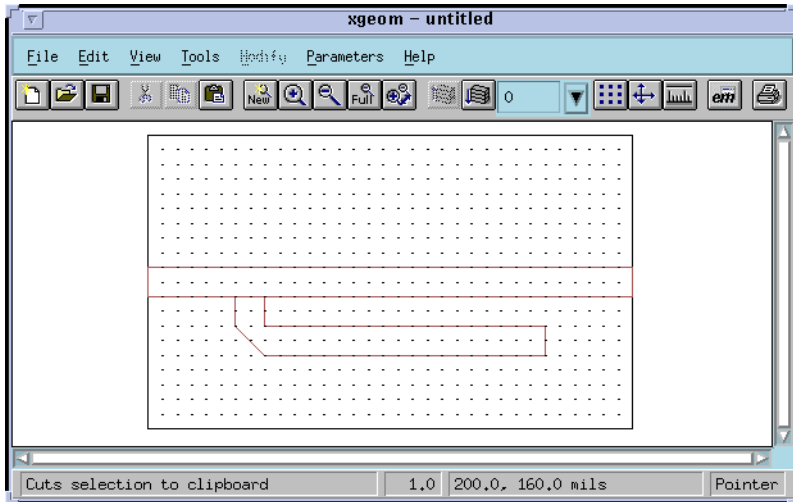 xgeom – untitled
File Edit View Tools Modify Parameters Help
New Full 0 em
Cuts selection to clipboard 1.0 200.0, 160.0 mils Pointer